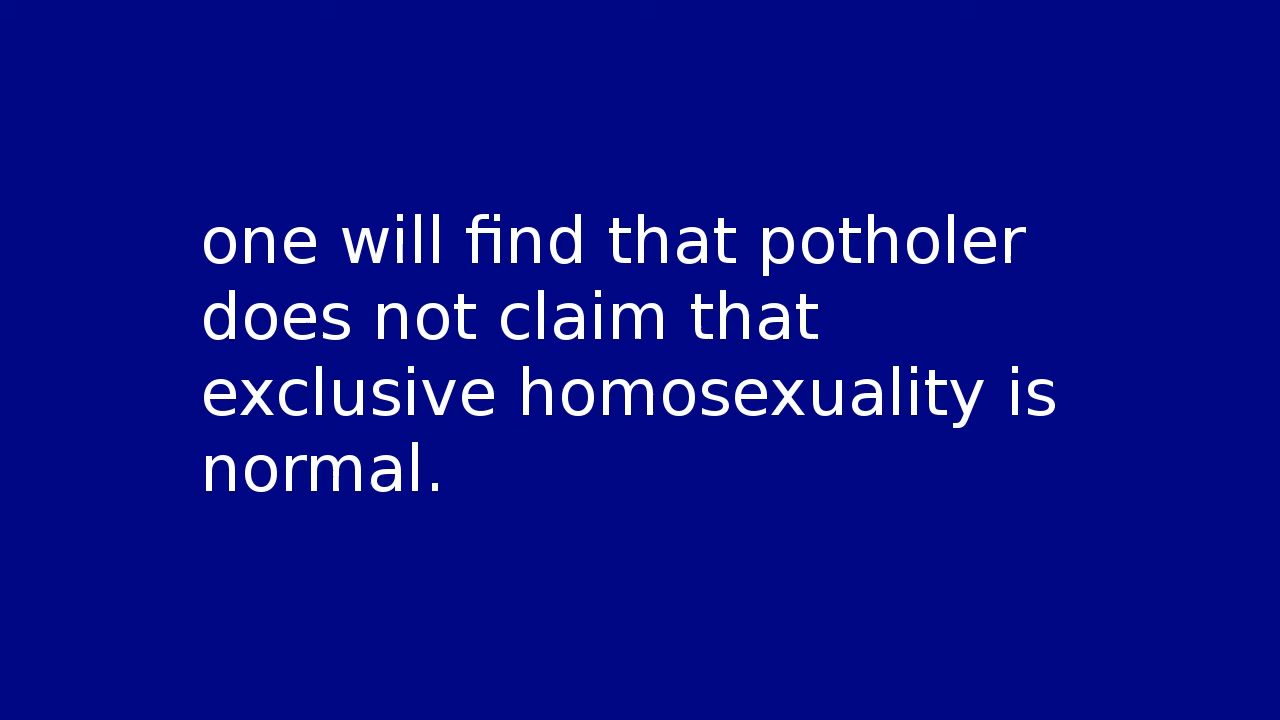 one will find that potholer
does not claim that
exclusive homosexuality is
normal.